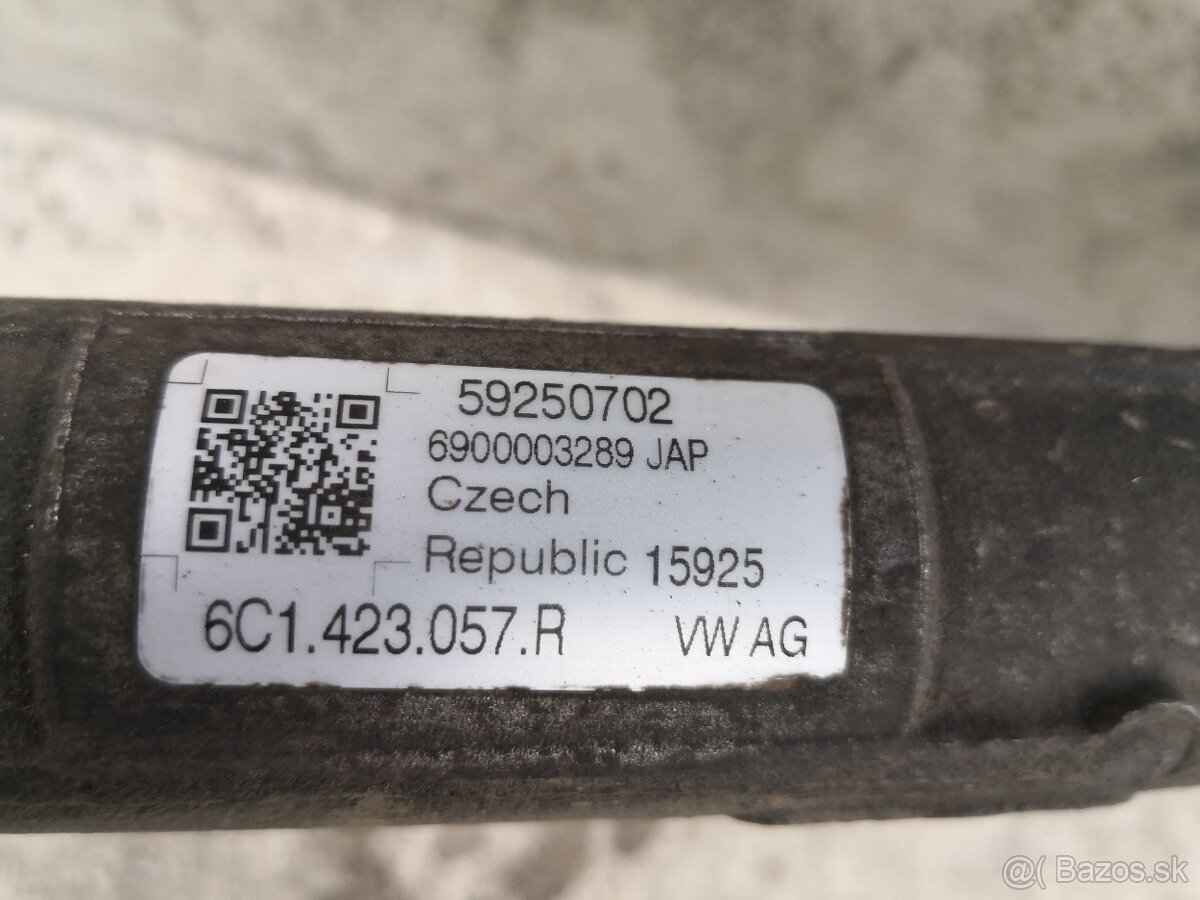 59250702
6900003289 JAP
Czech
Republic 15925
6C1.423.057.R VW AG
@( Bazos.sk